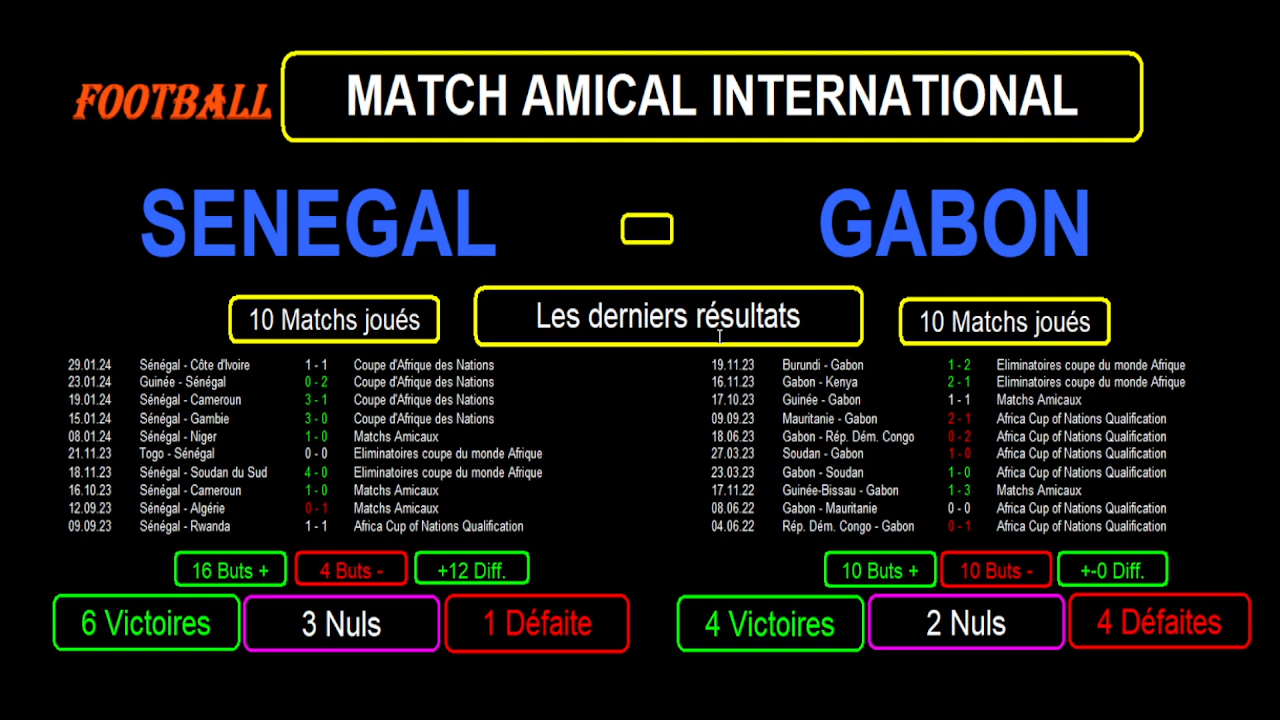 FOOTBALL MATCH AMICAL INTERNATIONAL
SENEGAL - GABON
10 Matchs joués Les derniers résultats 10 Matchs joués
29.01.24 Sénégal - Côte d'Ivoire 1 - 1 Coupe d'Afrique des Nations
23.01.24 Guinée - Sénégal 0 - 2 Coupe d'Afrique des Nations
19.01.24 Sénégal - Cameroun 3 - 1 Coupe d'Afrique des Nations
15.01.24 Sénégal - Gambie 3 - 0 Coupe d'Afrique des Nations
08.01.24 Sénégal - Niger 1 - 0 Matchs Amicaux
21.11.23 Togo - Sénégal 0 - 0 Eliminatoires coupe du monde Afrique
18.11.23 Sénégal - Soudan du Sud 4 - 0 Eliminatoires coupe du monde Afrique
16.10.23 Sénégal - Cameroun 1 - 0 Matchs Amicaux
12.09.23 Sénégal - Algérie 0 - 1 Matchs Amicaux
09.09.23 Sénégal - Rwanda 1 - 1 Africa Cup of Nations Qualification
19.11.23 Burundi - Gabon 1 - 2 Eliminatoires coupe du monde Afrique
16.11.23 Gabon - Kenya 2 - 1 Eliminatoires coupe du monde Afrique
17.10.23 Guinée - Gabon 1 - 1 Matchs Amicaux
09.09.23 Mauritanie - Gabon 2 - 1 Africa Cup of Nations Qualification
18.06.23 Gabon - Rép. Dém. Congo 0 - 2 Africa Cup of Nations Qualification
27.03.23 Soudan - Gabon 1 - 0 Africa Cup of Nations Qualification
23.03.23 Gabon - Soudan 1 - 0 Africa Cup of Nations Qualification
17.11.22 Guinée-Bissau - Gabon 1 - 3 Matchs Amicaux
08.06.22 Gabon - Mauritanie 0 - 0 Africa Cup of Nations Qualification
04.06.22 Rép. Dém. Congo - Gabon 0 - 1 Africa Cup of Nations Qualification
16 Buts + 4 Buts - +12 Diff.
6 Victoires 3 Nuls 1 Défaite
10 Buts + 10 Buts - +-0 Diff.
4 Victoires 2 Nuls 4 Défaites